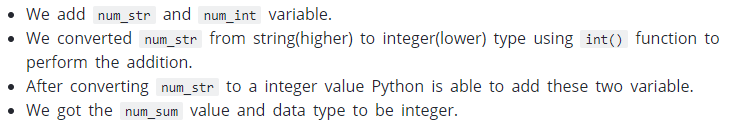 • We add num_str and num_int variable.
• We converted num_str from string(higher) to integer(lower) type using int() function to
perform the addition.
• After converting num_str to a integer value Python is able to add these two variable.
• We got the num_sum value and data type to be integer.